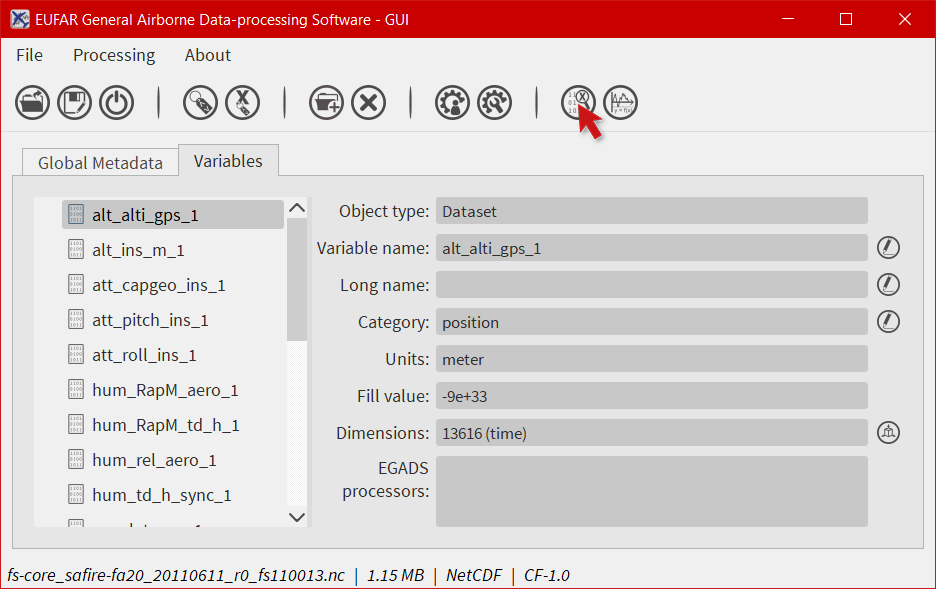 EUFAR General Airborne Data-processing Software - GUI
File Processing About
Global Metadata Variables
alt_alti_gps_1
alt_ins_m_1
att_capgeo_ins_1
att_pitch_ins_1
att_roll_ins_1
hum_RapM_aero_1
hum_RapM_td_h_1
hum_rel_aero_1
hum_td_h_sync_1
Object type: Dataset
Variable name: alt_alti_gps_1
Long name:
Category: position
Units: meter
Fill value: -9e+33
Dimensions: 13616 (time)
EGADS
processors:
fs-core_safire-fa20_20110611_r0_fs110013.nc | 1.15 MB | NetCDF | CF-1.0